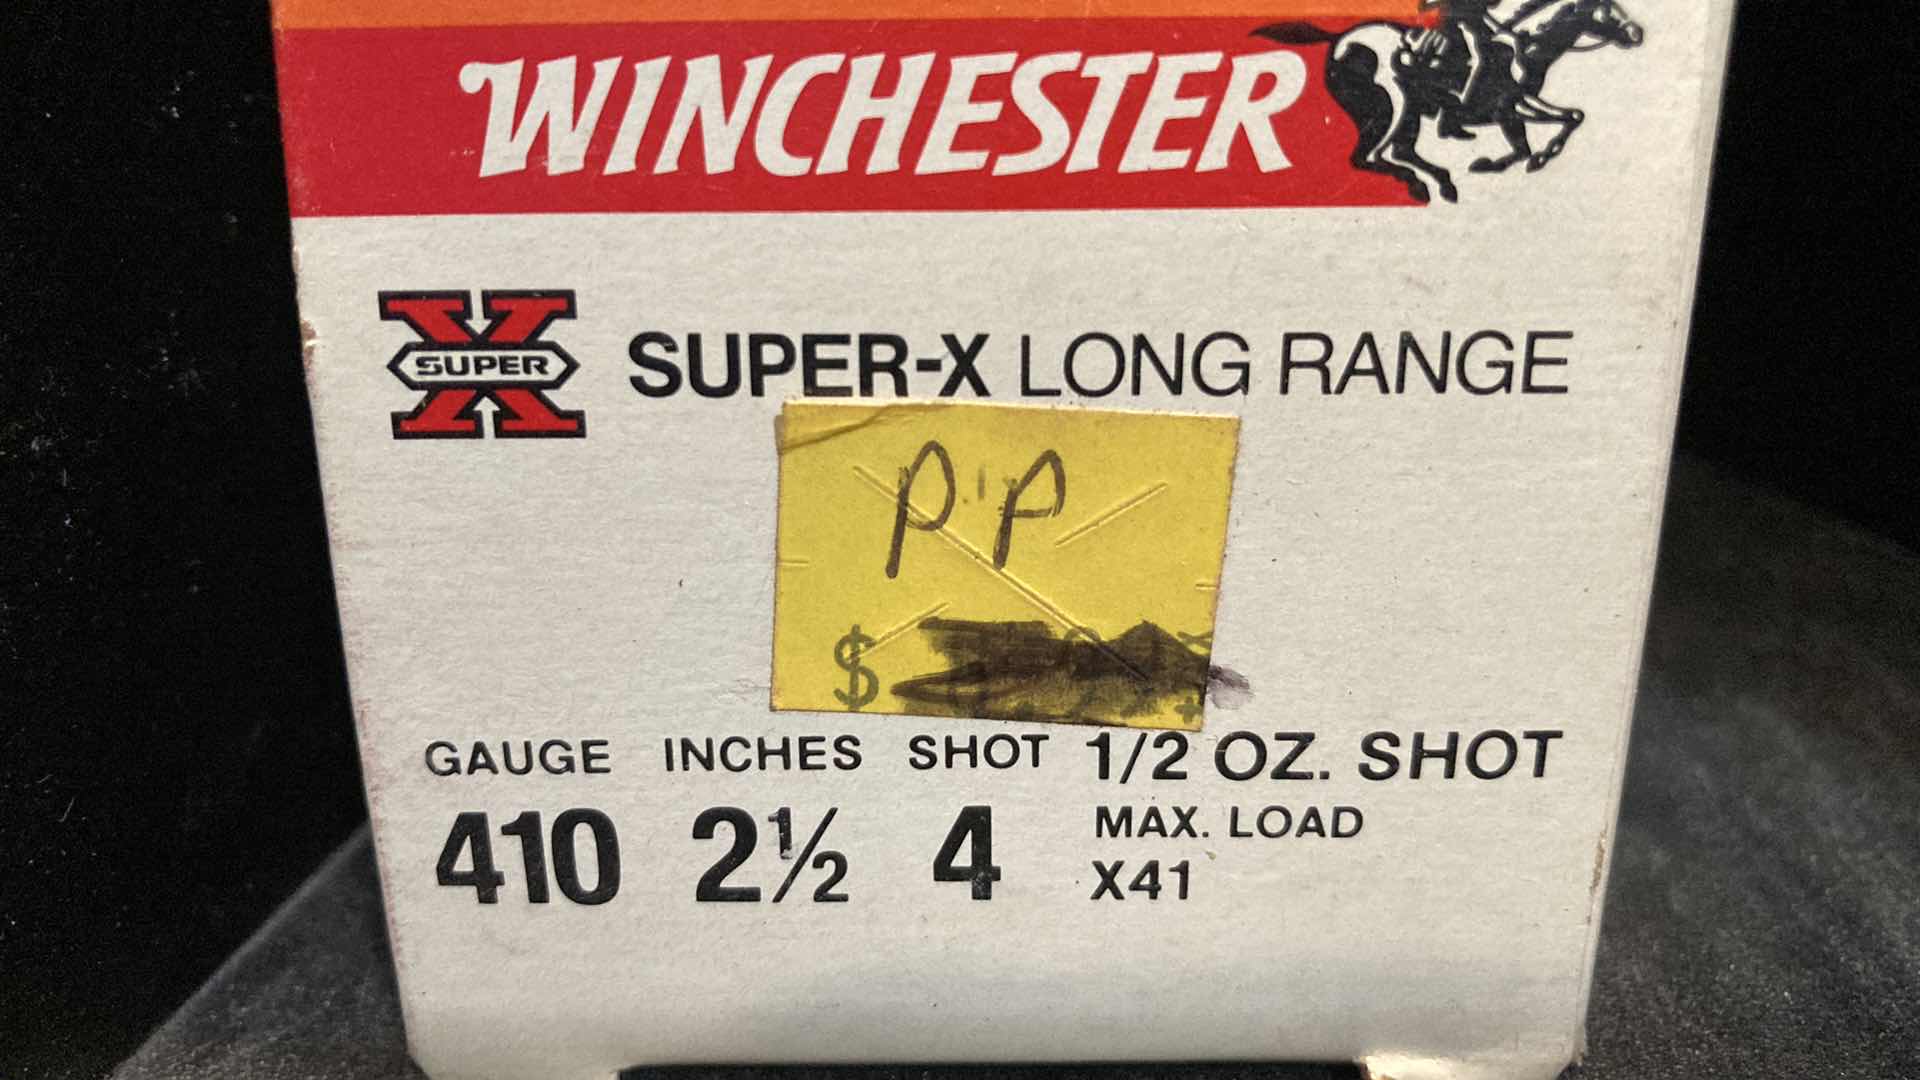 WINCHESTER
SUPER X SUPER-X LONG RANGE
P.P
$
GAUGE INCHES SHOT 1/2 OZ. SHOT
410 2½ 4 MAX. LOAD
X41